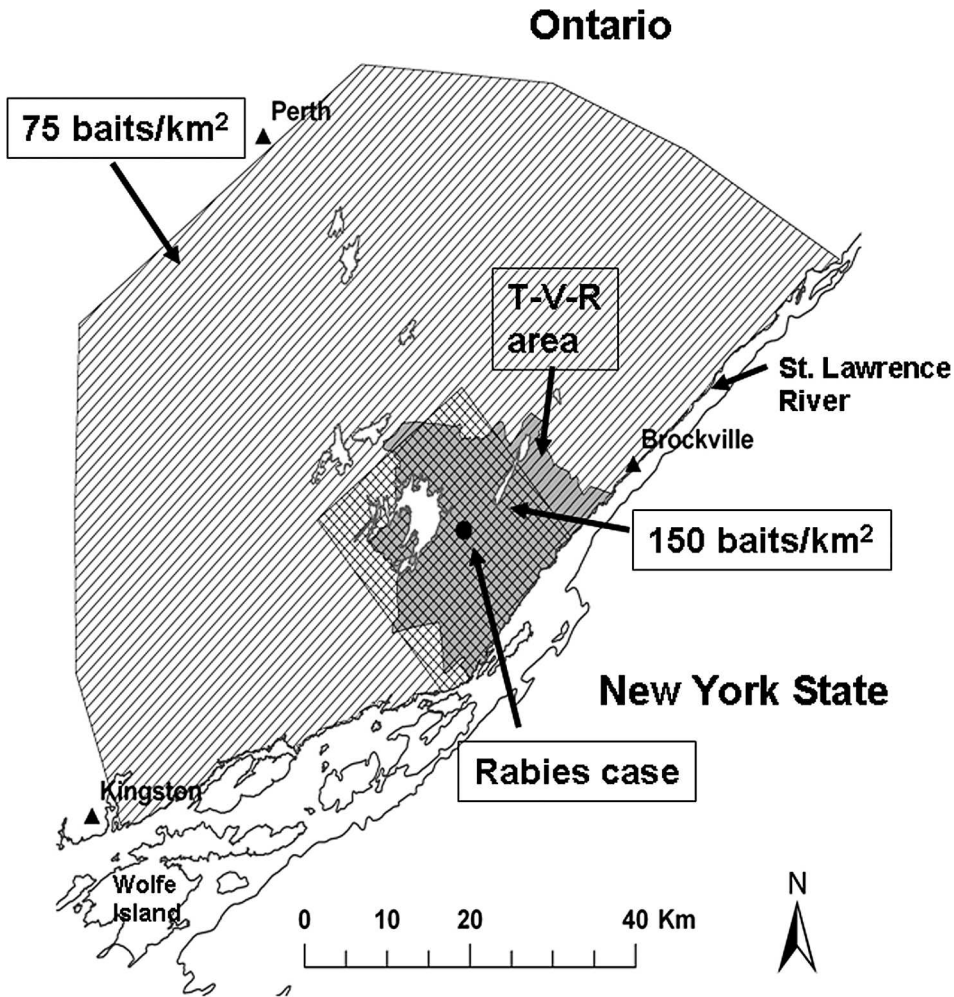 Ontario
75 baits/km²
Perth
T-V-R
area
St. Lawrence
River
Brockville
150 baits/km²
New York State
Rabies case
Kingston
Wolfe
Island
0 10 20 40 Km
N